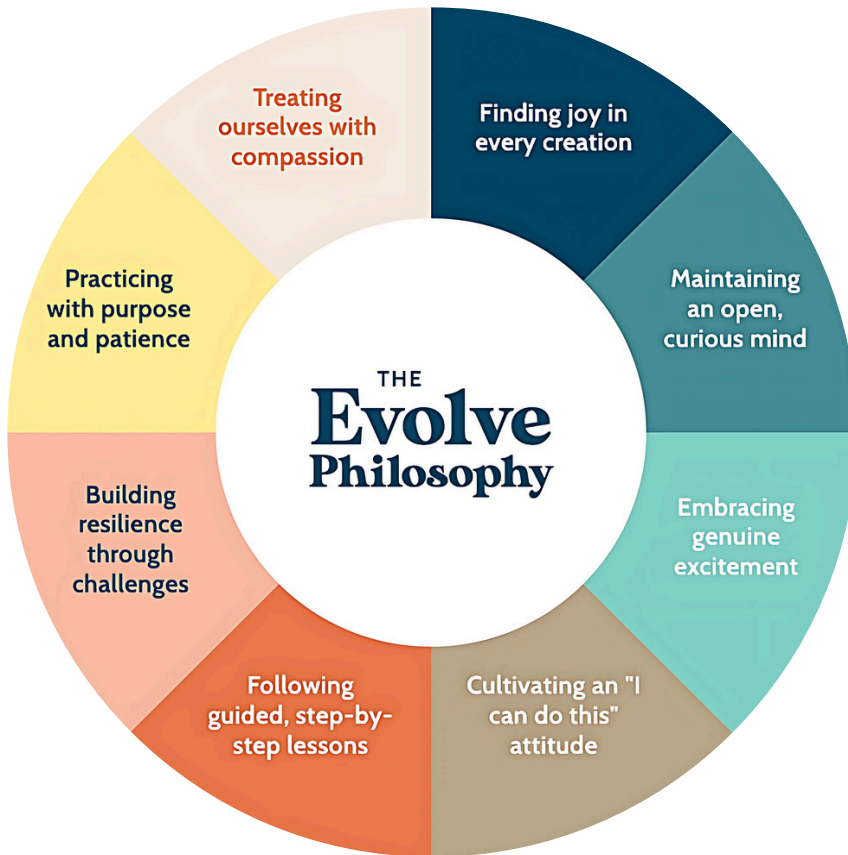 THE
Evolve
Philosophy
Finding joy in
every creation
Maintaining
an open,
curious mind
Embracing
genuine
excitement
Cultivating an "I
can do this"
attitude
Following
guided, step-by-
step lessons
Building
resilience
through
challenges
Practicing
with purpose
and patience
Treating
ourselves with
compassion